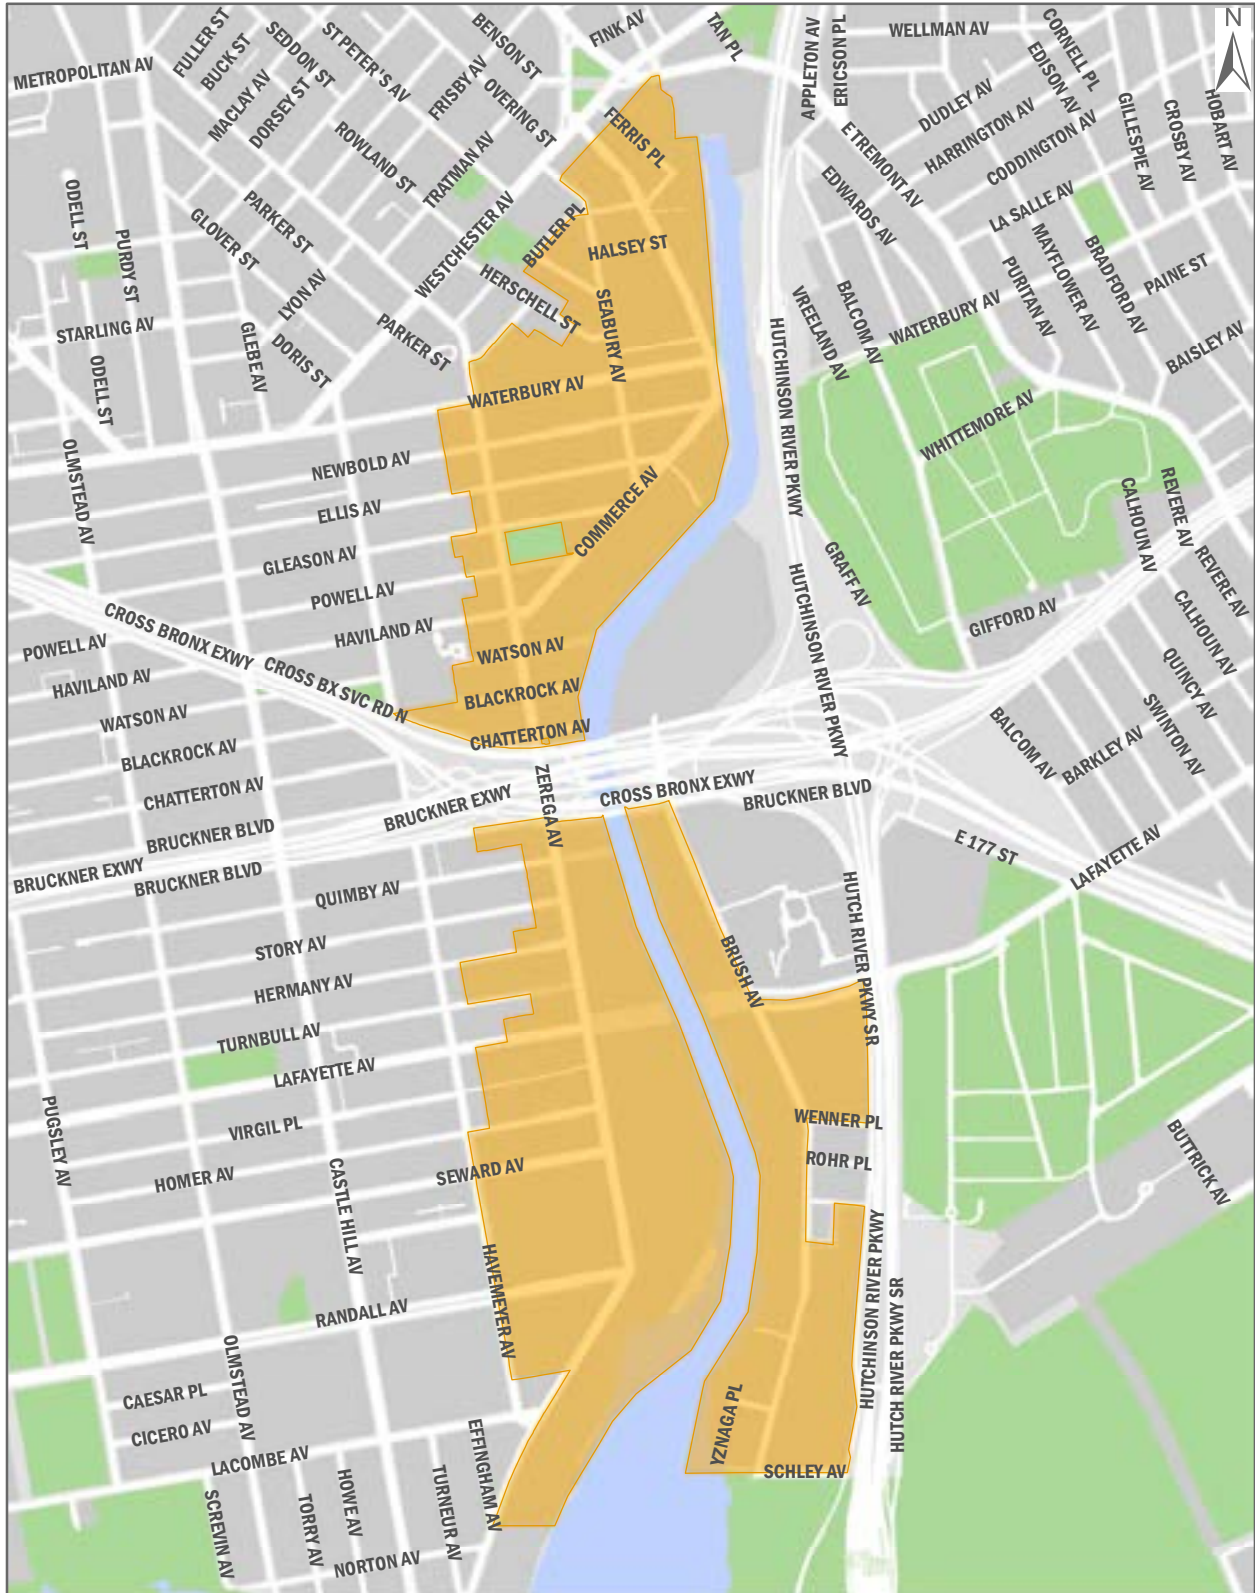 N
METROPOLITAN AV
FULLER ST
BUCK ST
SEDDON ST
ST PETER'S AV
BENSON ST
FINK AV
TAN PL
APPLETON AV
ERICSON PL
WELLMAN AV
CORNELL PL
EDISON AV
MACLAY AV
DORSEY ST
FRISBY AV
OVERING ST
DUDLEY AV
HARRINGTON AV
CODDINGTON AV
GILLESPIE AV
CROSBY AV
HOBART AV
ROWLAND ST
TRATMAN AV
FERRIS PL
E TREMONT AV
EDWARDS AV
LA SALLE AV
ODELL ST
PURDY ST
GLOVER ST
PARKER ST
WESTCHESTER AV
BUTLER PL
HALSEY ST
HERSCHELL ST
SEABURY AV
MAYFLOWER AV
BRADFORD AV
PURITAN AV
PAINE ST
LYON AV
STARLING AV
GLEBE AV
DORIS ST
PARKER ST
HUTCHINSON RIVER PKWY
VREELAND AV
BALCOM AV
WATERBURY AV
BAISLEY AV
ODELL ST
WATERBURY AV
WHITTEMORE AV
OLMSTEAD AV
NEWBOLD AV
ELLIS AV
GLEASON AV
POWELL AV
HAVILAND AV
COMMERCE AV
CALHOUN AV
REVERE AV
REVERE AV
CALHOUN AV
GRAFF AV
HUTCHINSON RIVER PKWY
GIFFORD AV
CROSS BRONX EXWY
CROSS BX SVC RD N
POWELL AV
HAVILAND AV
WATSON AV
BLACKROCK AV
CHATTERTON AV
WATSON AV
BLACKROCK AV
CHATTERTON AV
QUINCY AV
SWINTON AV
BALCOM AV
BARKLEY AV
ZEREGA AV
BRUCKNER EXWY
CROSS BRONX EXWY
BRUCKNER BLVD
BRUCKNER BLVD
BRUCKNER EXWY
BRUCKNER BLVD
E 177 ST
LAFAYETTE AV
QUIMBY AV
STORY AV
HERMANY AV
TURNBULL AV
LAFAYETTE AV
HUTCH RIVER PKWY SR
BRUSH AV
PUGSLEY AV
VIRGIL PL
HOMER AV
CASTLE HILL AV
SEWARD AV
WENNER PL
ROHR PL
BUTTRICK AV
HAVEMEYER AV
RANDALL AV
HUTCHINSON RIVER PKWY
HUTCH RIVER PKWY SR
OLMSTEAD AV
CAESAR PL
CICERO AV
LACOMBE AV
EFFINGHAM AV
YZNAGA PL
SCHLEY AV
SCREVIN AV
TORRY AV
HOWE AV
TURNEUR AV
NORTON AV